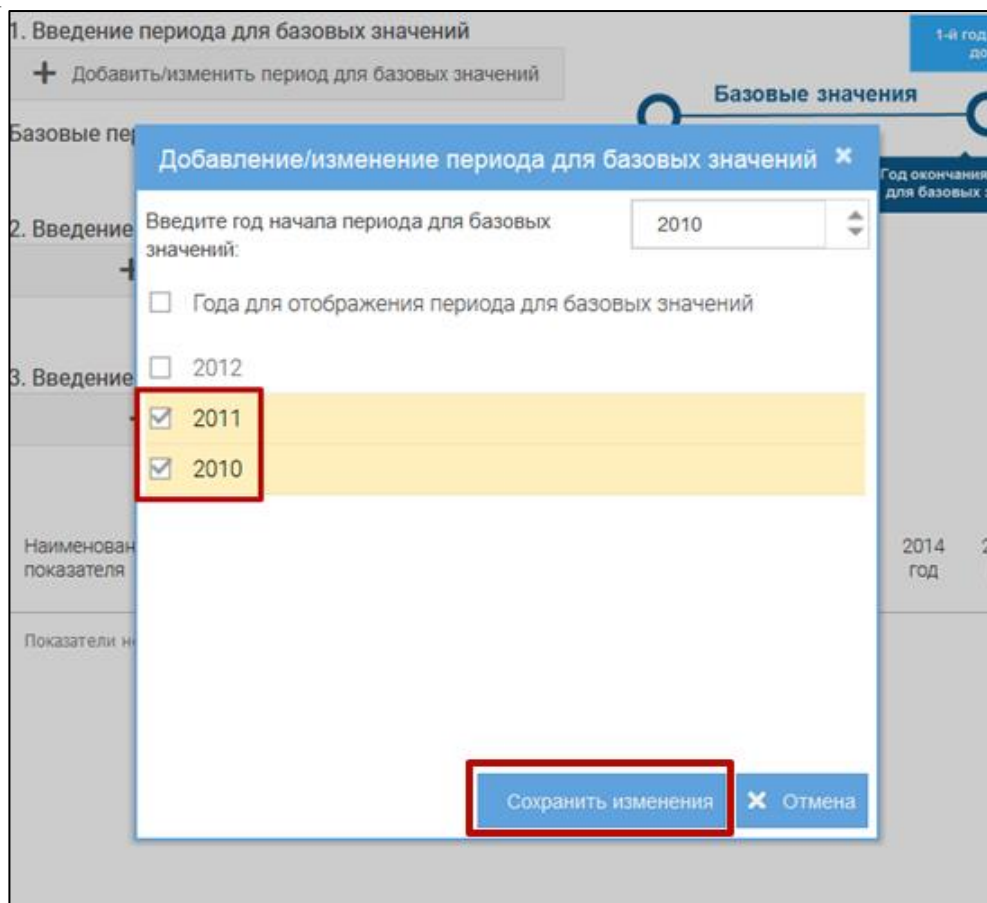 1. Введение периода для базовых значений
1-й год
до
+ Добавить/изменить период для базовых значений
Базовые значения
Базовые пер
Добавление/изменение периода для базовых значений ×
Год окончания
для базовых з
2. Введение
Введите год начала периода для базовых
значений:
2010
+
Года для отображения периода для базовых значений
2012
3. Введение
2011
2010
Наименован
показателя
2014
год
2
Показатели не
Сохранить изменения
× Отмена